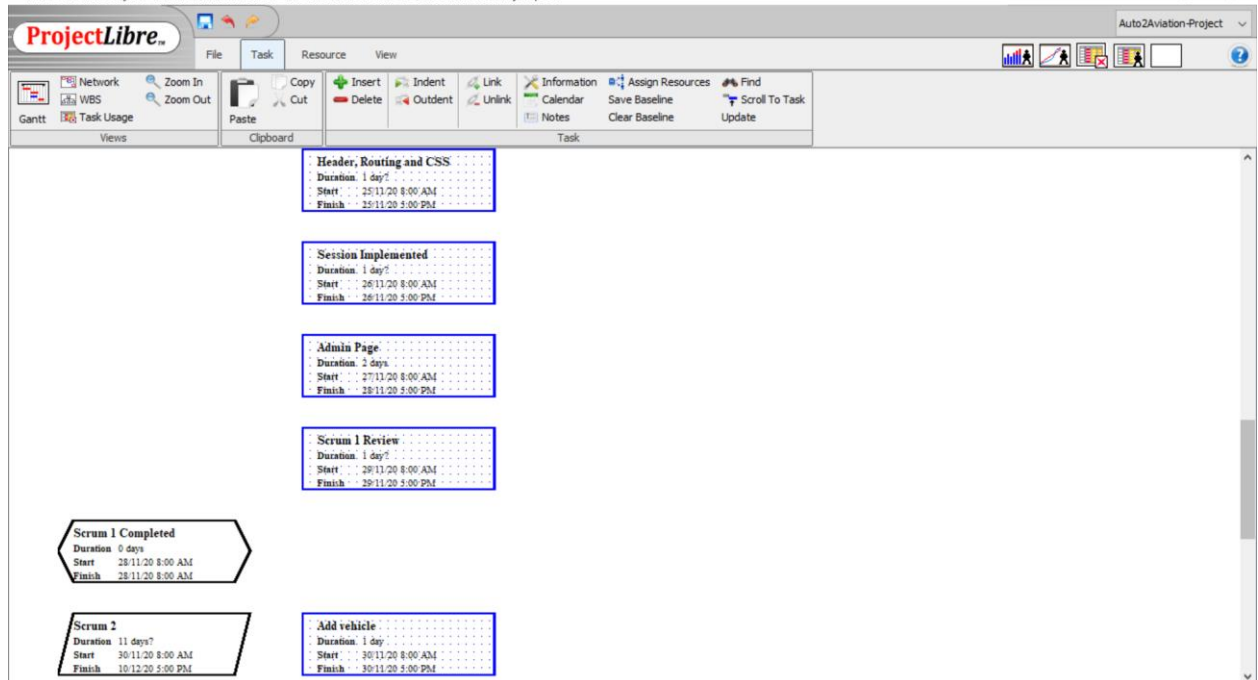 ProjectLibre™
Auto2Aviation-Project
File Task Resource View
Network Zoom In Copy Insert Indent Link Information Assign Resources Find
WBS Zoom Out Cut Delete Outdent Unlink Calendar Save Baseline Scroll To Task
Gantt Task Usage Paste Notes Clear Baseline Update
Views Clipboard Task
Header, Routing and CSS
Duration 1 day?
Start 25/11/20 8:00 AM
Finish 25/11/20 5:00 PM
Session Implemented
Duration 1 day?
Start 26/11/20 8:00 AM
Finish 26/11/20 5:00 PM
Admin Page
Duration 2 days
Start 27/11/20 8:00 AM
Finish 28/11/20 5:00 PM
Scrum 1 Review
Duration 1 day?
Start 29/11/20 8:00 AM
Finish 29/11/20 5:00 PM
Scrum 1 Completed
Duration 0 days
Start 28/11/20 8:00 AM
Finish 28/11/20 8:00 AM
Scrum 2
Duration 11 days?
Start 30/11/20 8:00 AM
Finish 10/12/20 5:00 PM
Add vehicle
Duration 1 day
Start 30/11/20 8:00 AM
Finish 30/11/20 5:00 PM